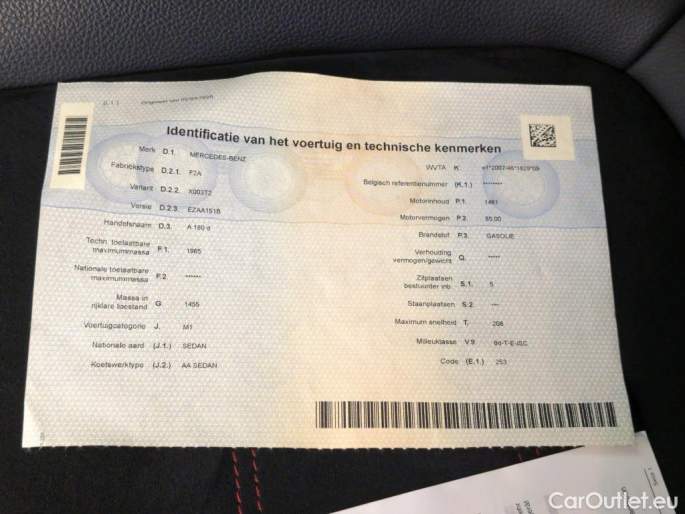 (L.1.)
Identificatie van het voertuig en technische kenmerken
Merk D.1. MERCEDES-BENZ
Fabriekstype D.2.1. F2A
Variant D.2.2. X003T2
Versie D.2.3. EZAA151B
Handelsnaam D.3. A 180 d
Techn. toelaatbare
maximummassa F.1. 1965
Nationale toelaatbare
maximummassa F.2. ******
Massa in
rijklare toestand G. 1455
Voertuigcategorie J. M1
Nationale aard (J.1.) SEDAN
Koetswerktype (J.2.) AA SEDAN
WVTA K.
Belgisch referentienummer (K.1.) *******
Motorinhoud P.1. 1461
Motorvermogen P.2. 85.00
Brandstof P.3. GASOLIE
Verhouding
vermogen/gewicht Q. *****
Zitplaatsen
bestuurder inb. S.1. 5
Staanplaatsen S.2. ---
Maximum snelheid T.
Milieuklasse V.9.
Code (E.1.) 253
CarOutlet.eu